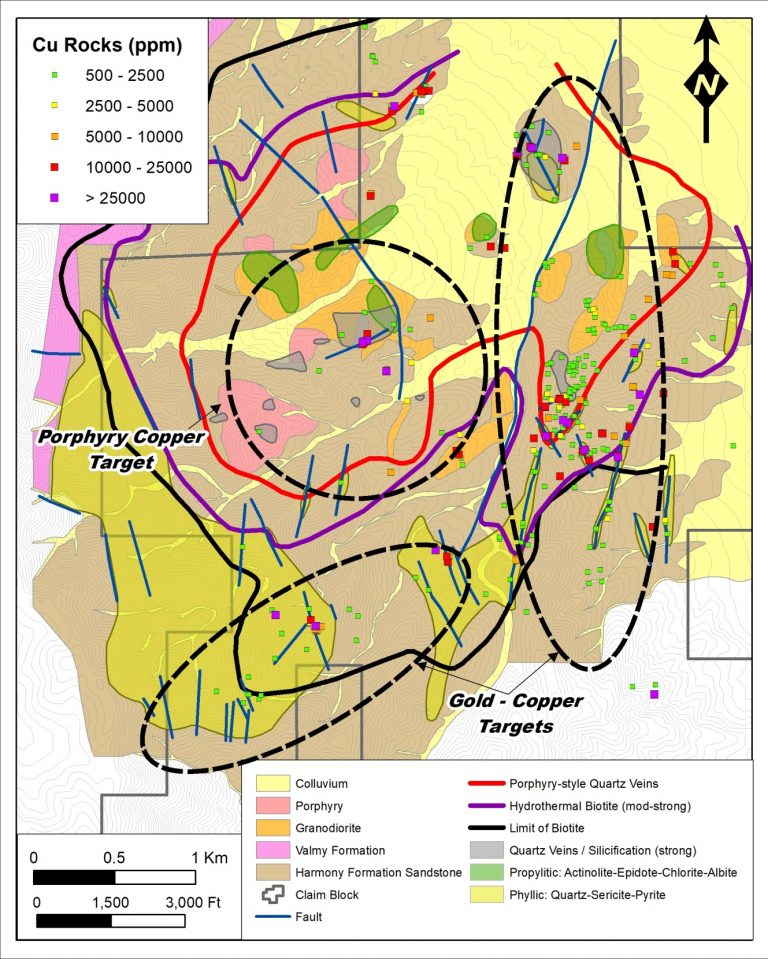 Cu Rocks (ppm)
500 - 2500
2500 - 5000
5000 - 10000
10000 - 25000
> 25000
N
Porphyry Copper
Target
Gold - Copper
Targets
0 0.5 1 Km
0 1,500 3,000 Ft
Colluvium
Porphyry
Granodiorite
Valmy Formation
Harmony Formation Sandstone
Claim Block
Fault
Porphyry-style Quartz Veins
Hydrothermal Biotite (mod-strong)
Limit of Biotite
Quartz Veins / Silicification (strong)
Propylitic: Actinolite-Epidote-Chlorite-Albite
Phyllic: Quartz-Sericite-Pyrite